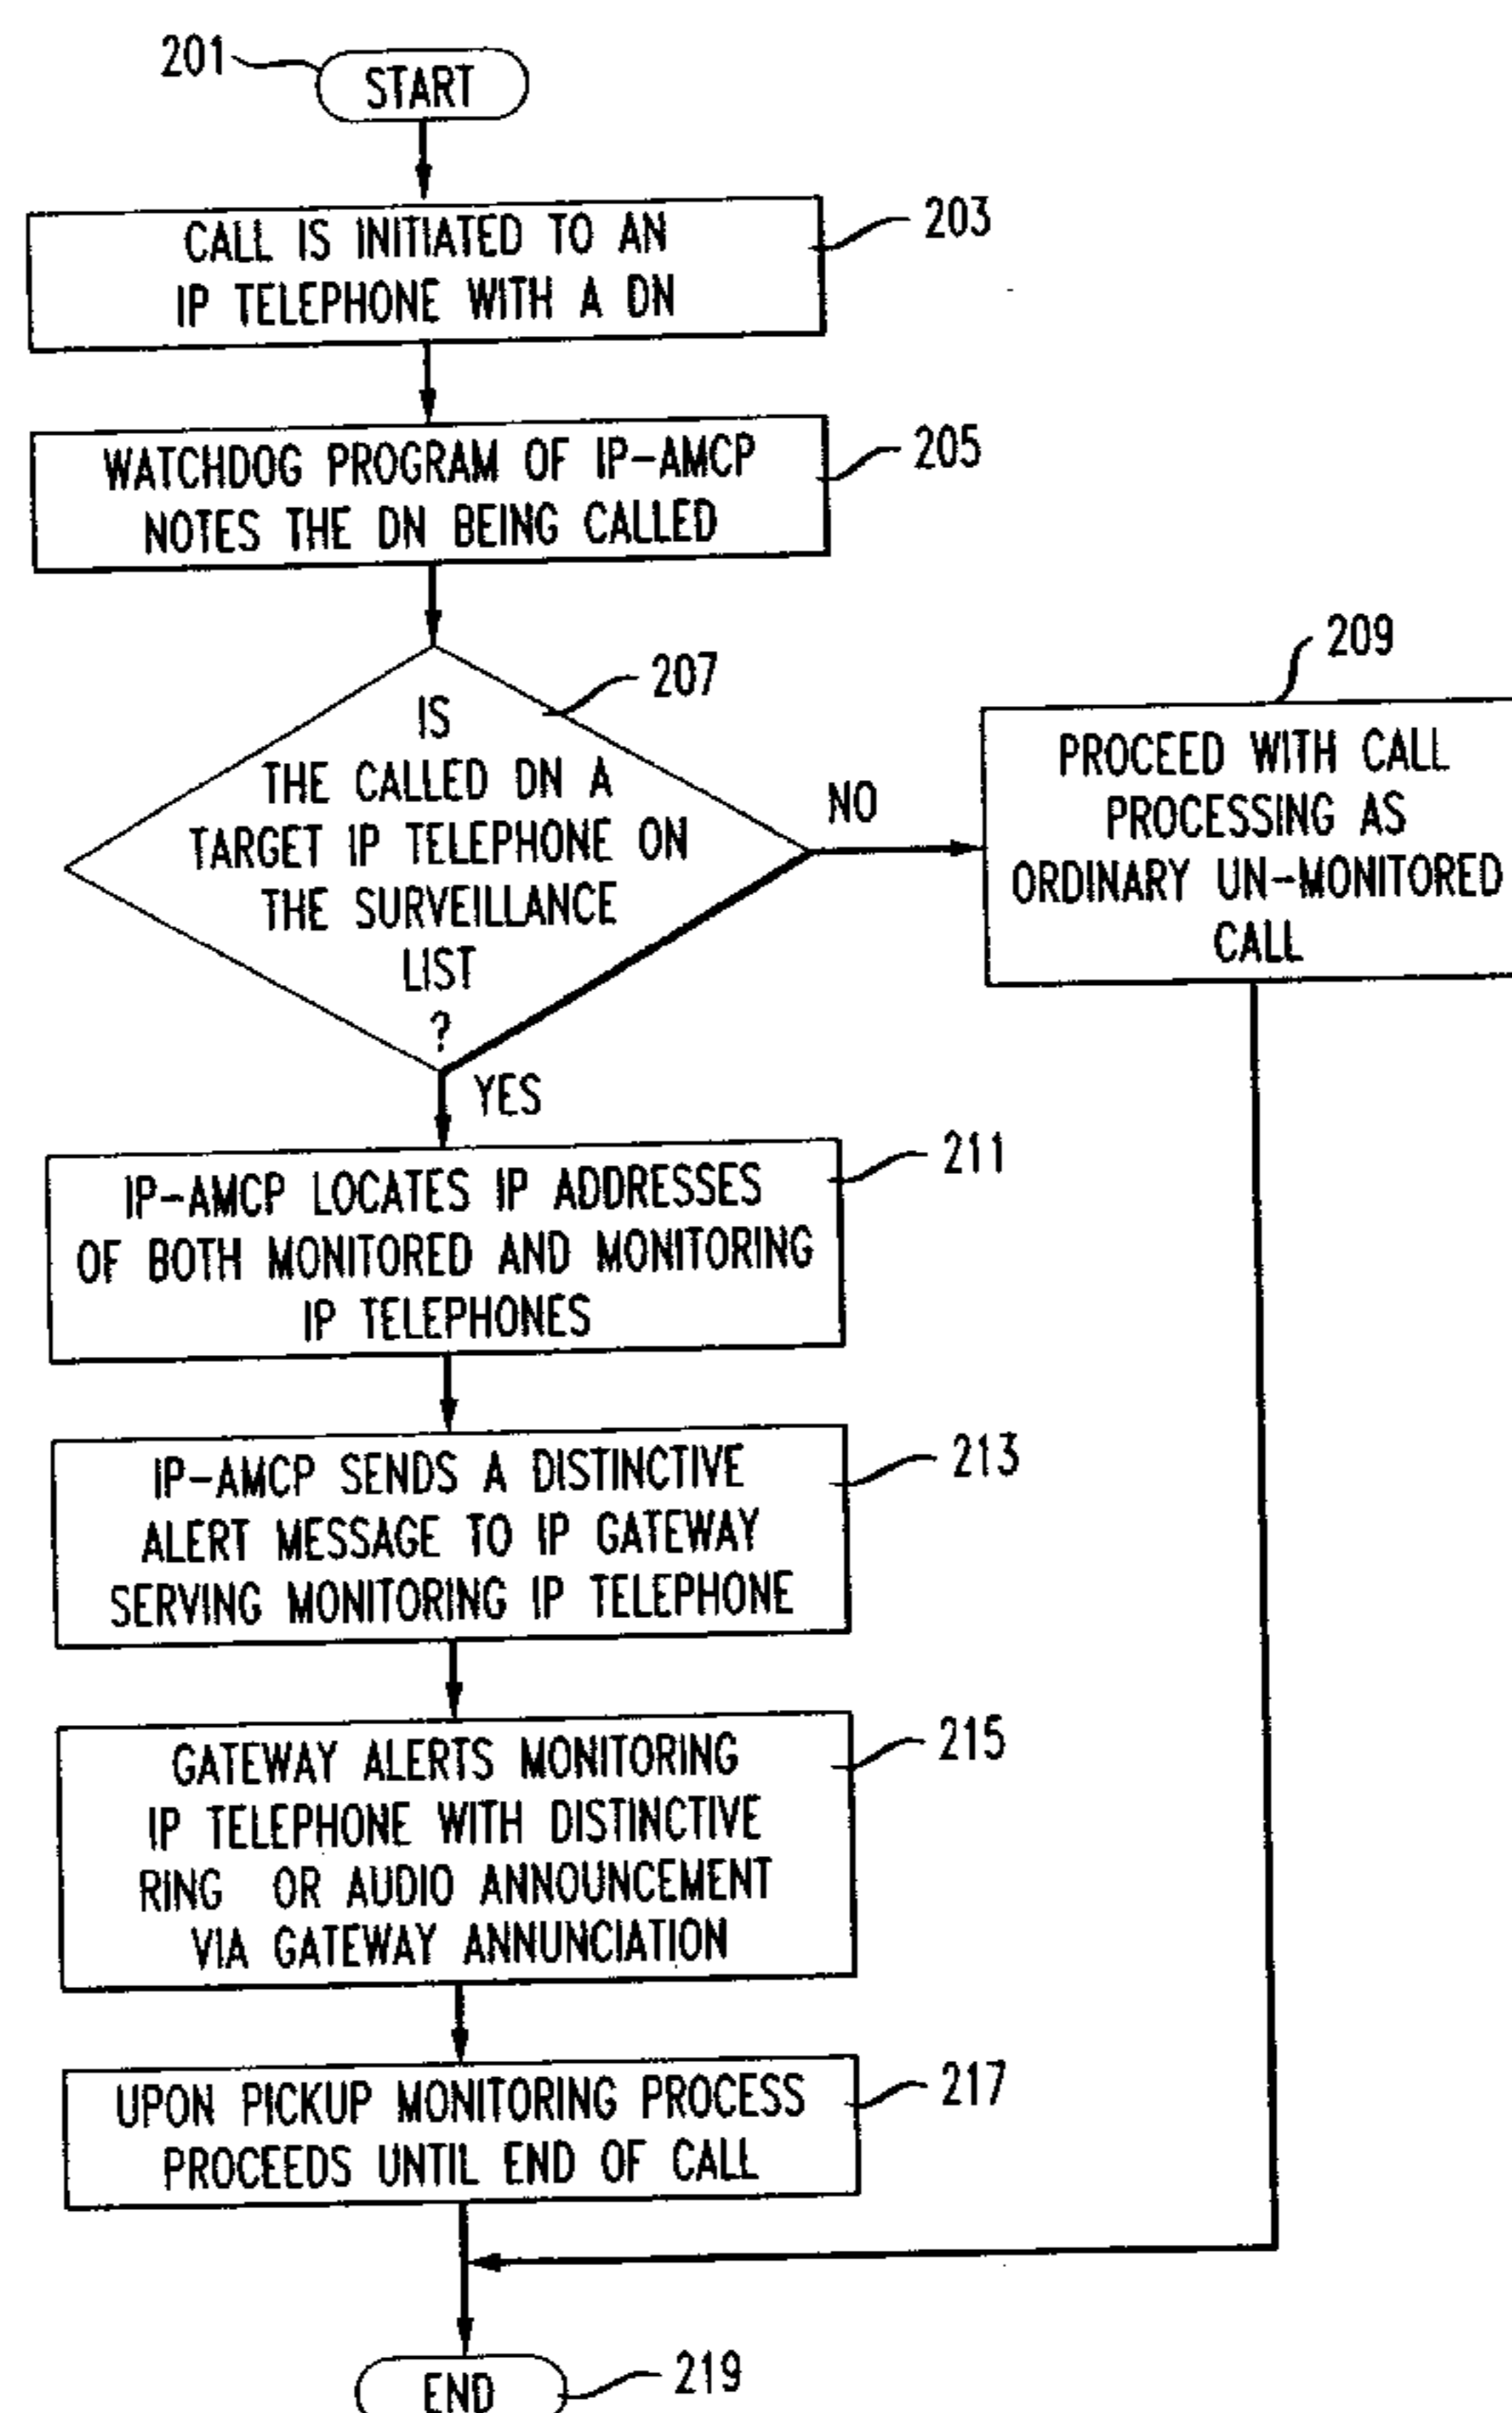 201
START
CALL IS INITIATED TO AN
IP TELEPHONE WITH A DN
203
WATCHDOG PROGRAM OF IP-AMCP
NOTES THE DN BEING CALLED
205
207
IS
THE CALLED DN A
TARGET IP TELEPHONE ON
THE SURVEILLANCE
LIST
?
NO
YES
209
PROCEED WITH CALL
PROCESSING AS
ORDINARY UN-MONITORED
CALL
IP-AMCP LOCATES IP ADDRESSES
OF BOTH MONITORED AND MONITORING
IP TELEPHONES
211
IP-AMCP SENDS A DISTINCTIVE
ALERT MESSAGE TO IP GATEWAY
SERVING MONITORING IP TELEPHONE
213
GATEWAY ALERTS MONITORING
IP TELEPHONE WITH DISTINCTIVE
RING OR AUDIO ANNOUNCEMENT
VIA GATEWAY ANNUNCIATION
215
UPON PICKUP MONITORING PROCESS
PROCEEDS UNTIL END OF CALL
217
END
219